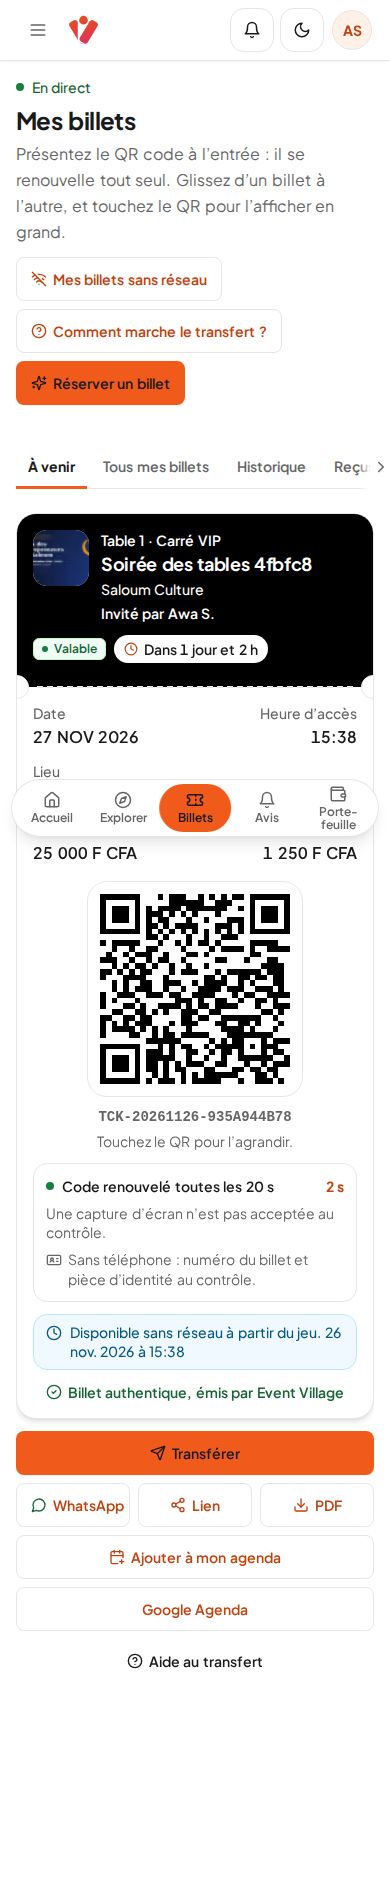 AS
En direct
Mes billets
Présentez le QR code à l’entrée : il se
renouvelle tout seul. Glissez d’un billet à
l’autre, et touchez le QR pour l’afficher en
grand.
Mes billets sans réseau
Comment marche le transfert ?
Réserver un billet
À venir Tous mes billets Historique Reçus
Table 1 · Carré VIP
Soirée des tables 4fbfc8
Saloum Culture
Invité par Awa S.
Valable Dans 1 jour et 2 h
Date Heure d’accès
27 NOV 2026 15:38
Lieu
Accueil Explorer Billets Avis Porte-
feuille
25 000 F CFA 1 250 F CFA
TCK-20261126-935A944B78
Touchez le QR pour l’agrandir.
Code renouvelé toutes les 20 s 2 s
Une capture d’écran n’est pas acceptée au
contrôle.
Sans téléphone : numéro du billet et
pièce d’identité au contrôle.
Disponible sans réseau à partir du jeu. 26
nov. 2026 à 15:38
Billet authentique, émis par Event Village
Transférer
WhatsApp Lien PDF
Ajouter à mon agenda
Google Agenda
Aide au transfert